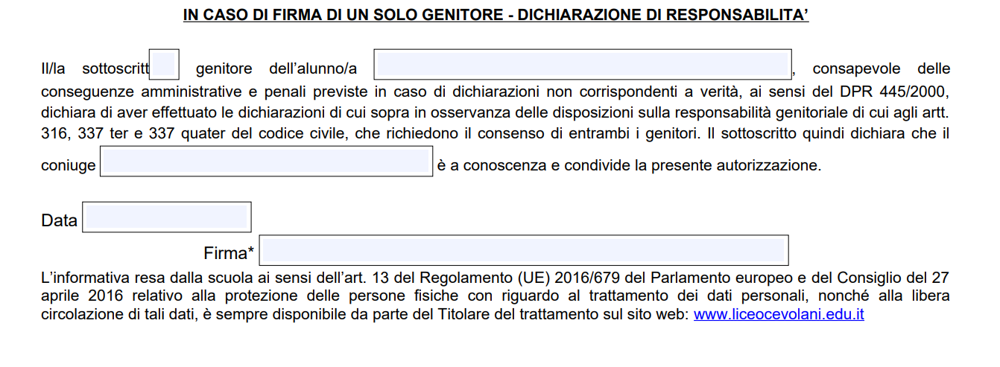 IN CASO DI FIRMA DI UN SOLO GENITORE - DICHIARAZIONE DI RESPONSABILITA’
Il/la sottoscritt genitore dell’alunno/a , consapevole delle
conseguenze amministrative e penali previste in caso di dichiarazioni non corrispondenti a verità, ai sensi del DPR 445/2000,
dichiara di aver effettuato le dichiarazioni di cui sopra in osservanza delle disposizioni sulla responsabilità genitoriale di cui agli artt.
316, 337 ter e 337 quater del codice civile, che richiedono il consenso di entrambi i genitori. Il sottoscritto quindi dichiara che il
coniuge è a conoscenza e condivide la presente autorizzazione.
Data
Firma*
L’informativa resa dalla scuola ai sensi dell’art. 13 del Regolamento (UE) 2016/679 del Parlamento europeo e del Consiglio del 27
aprile 2016 relativo alla protezione delle persone fisiche con riguardo al trattamento dei dati personali, nonché alla libera
circolazione di tali dati, è sempre disponibile da parte del Titolare del trattamento sul sito web: www.liceocevolani.edu.it